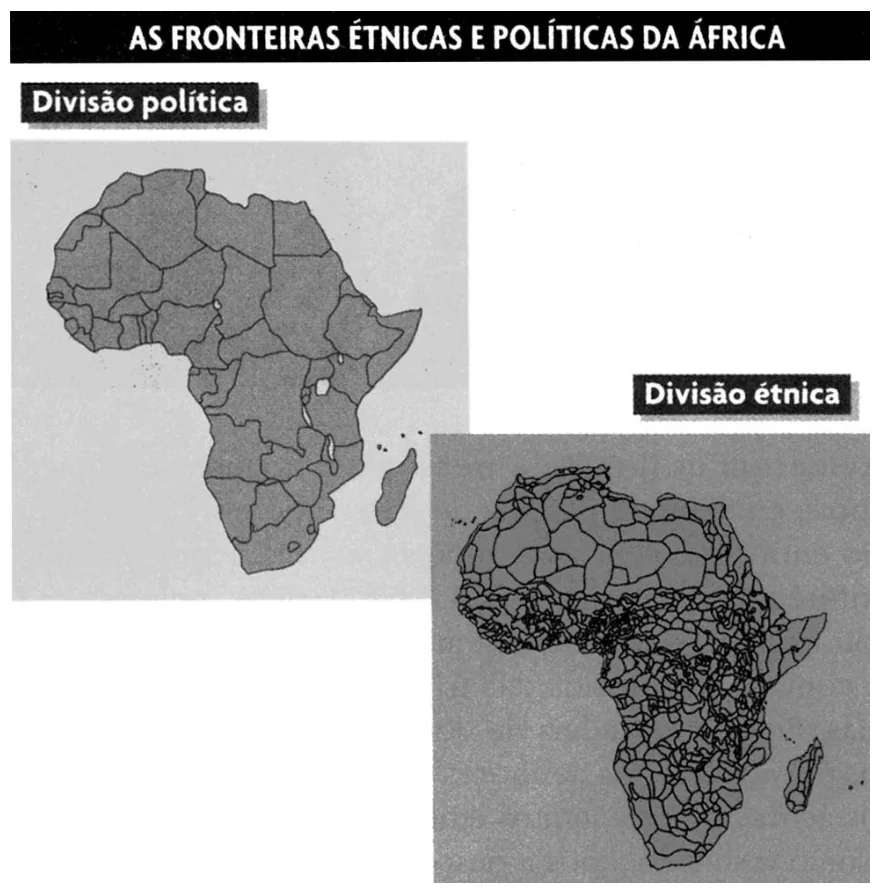 AS FRONTEIRAS ÉTNICAS E POLÍTICAS DA ÁFRICA
Divisão política
Divisão étnica